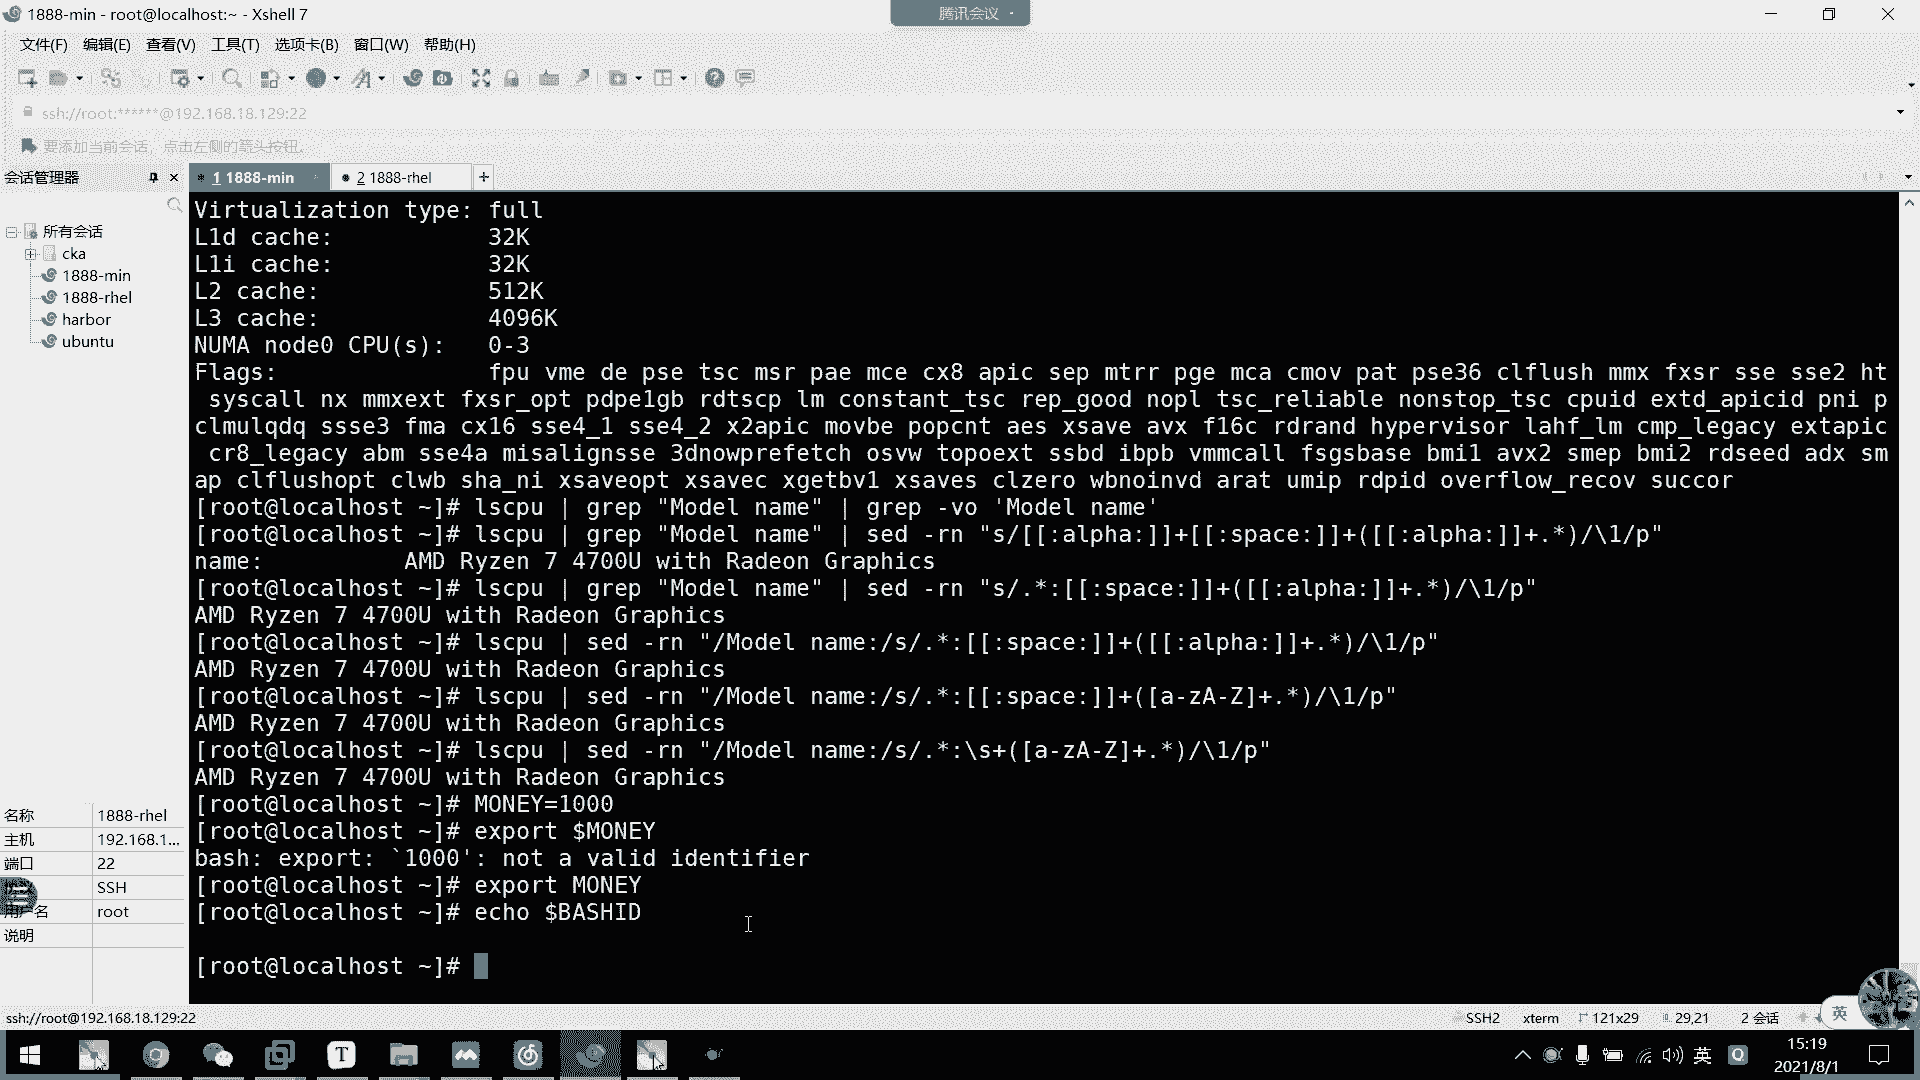 1888-min - root@localhost:~ - Xshell 7
腾讯会议
文件(F) 编辑(E) 查看(V) 工具(T) 选项卡(B) 窗口(W) 帮助(H)
ssh://root:******@192.168.18.129:22
要添加当前会话，点击左侧的箭头按钮。
会话管理器
1 1888-min
2 1888-rhel
+
所有会话
cka
1888-min
1888-rhel
harbor
ubuntu
名称 1888-rhel
主机 192.168.1...
端口 22
SSH
用户名 root
说明
Virtualization type: full
L1d cache: 32K
L1i cache: 32K
L2 cache: 512K
L3 cache: 4096K
NUMA node0 CPU(s): 0-3
Flags: fpu vme de pse tsc msr pae mce cx8 apic sep mtrr pge mca cmov pat pse36 clflush mmx fxsr sse sse2 ht
syscall nx mmxext fxsr_opt pdpe1gb rdtscp lm constant_tsc rep_good nopl tsc_reliable nonstop_tsc cpuid extd_apicid pni p
clmulqdq ssse3 fma cx16 sse4_1 sse4_2 x2apic movbe popcnt aes xsave avx f16c rdrand hypervisor lahf_lm cmp_legacy extapic
cr8_legacy abm sse4a misalignsse 3dnowprefetch osvw topoext ssbd ibpb vmmcall fsgsbase bmi1 avx2 smep bmi2 rdseed adx sm
ap clflushopt clwb sha_ni xsaveopt xsavec xgetbv1 xsaves clzero wbnoinvd arat umip rdpid overflow_recov succor
[root@localhost ~]# lscpu | grep "Model name" | grep -vo 'Model name'
[root@localhost ~]# lscpu | grep "Model name" | sed -rn "s/[[:alpha:]]+[[:space:]]+([[:alpha:]]+.*)/\1/p"
name: AMD Ryzen 7 4700U with Radeon Graphics
[root@localhost ~]# lscpu | grep "Model name" | sed -rn "s/.*:[[:space:]]+([[:alpha:]]+.*)/\1/p"
AMD Ryzen 7 4700U with Radeon Graphics
[root@localhost ~]# lscpu | sed -rn "/Model name:/s/.*:[[:space:]]+([[:alpha:]]+.*)/\1/p"
AMD Ryzen 7 4700U with Radeon Graphics
[root@localhost ~]# lscpu | sed -rn "/Model name:/s/.*:[[:space:]]+([a-zA-Z]+.*)/\1/p"
AMD Ryzen 7 4700U with Radeon Graphics
[root@localhost ~]# lscpu | sed -rn "/Model name:/s/.*:\s+([a-zA-Z]+.*)/\1/p"
AMD Ryzen 7 4700U with Radeon Graphics
[root@localhost ~]# MONEY=1000
[root@localhost ~]# export $MONEY
bash: export: `1000': not a valid identifier
[root@localhost ~]# export MONEY
[root@localhost ~]# echo $BASHID
[root@localhost ~]#
ssh://root@192.168.18.129:22
SSH2 xterm 121x29 29,21 2 会话
英
英
15:19
2021/8/1